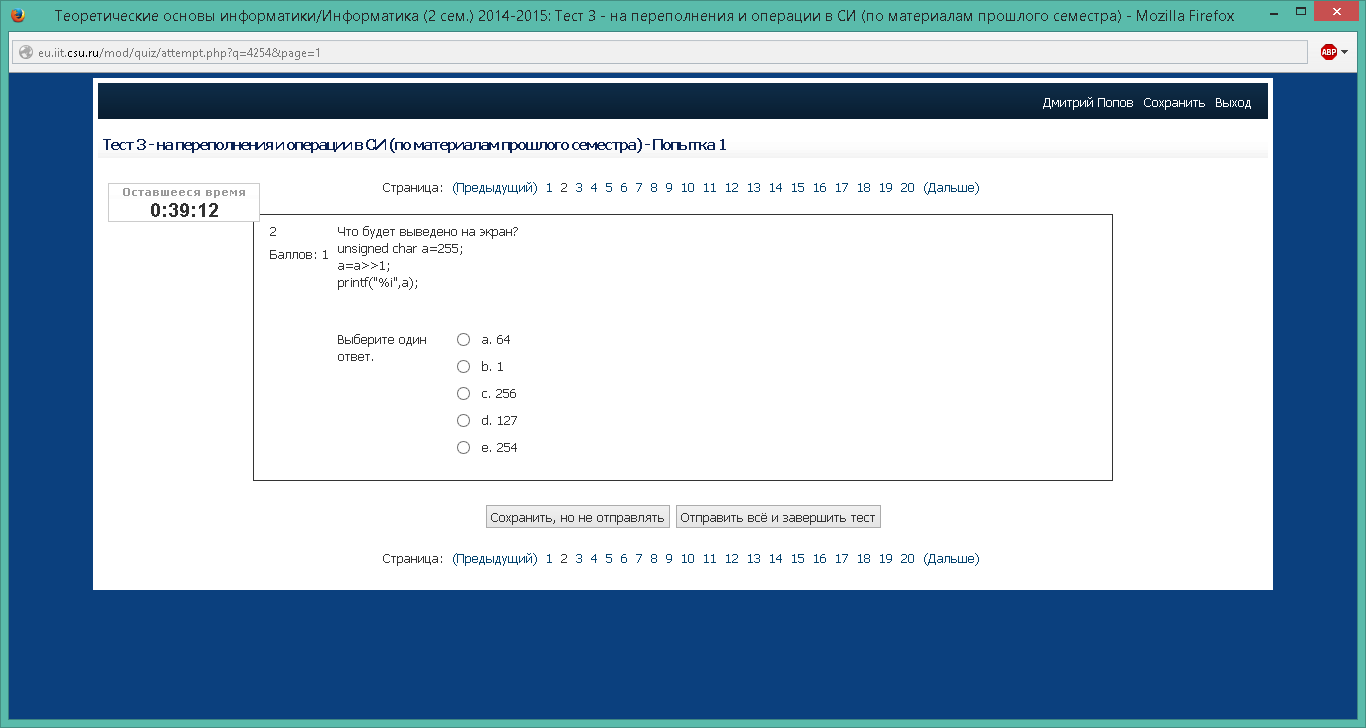 Теоретические основы информатики/Информатика (2 сем.) 2014-2015: Тест 3 - на переполнения и операции в СИ (по материалам прошлого семестра) - Mozilla Firefox
eu.iit.csu.ru/mod/quiz/attempt.php?q=4254&page=1
ABP
Дмитрий Попов Сохранить Выход
Тест 3 - на переполнения и операции в СИ (по материалам прошлого семестра) - Попытка 1
Оставшееся время
0:39:12
Страница: (Предыдущий) 1 2 3 4 5 6 7 8 9 10 11 12 13 14 15 16 17 18 19 20 (Дальше)
2
Баллов: 1
Что будет выведено на экран?
unsigned char a=255;
a=a>>1;
printf("%i",a);
Выберите один
ответ.
a. 64
b. 1
c. 256
d. 127
e. 254
Сохранить, но не отправлять Отправить всё и завершить тест
Страница: (Предыдущий) 1 2 3 4 5 6 7 8 9 10 11 12 13 14 15 16 17 18 19 20 (Дальше)